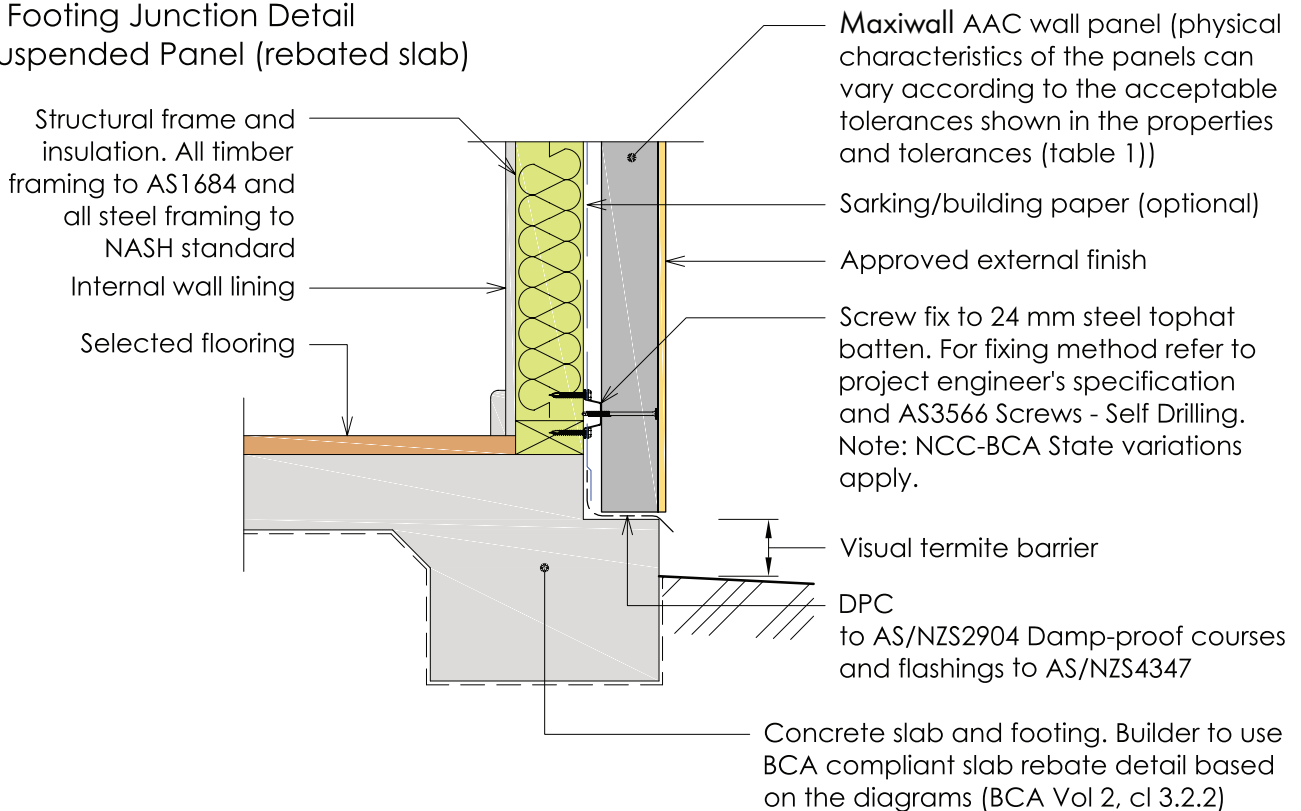 Footing Junction Detail
uspended Panel (rebated slab)
Structural frame and
insulation. All timber
framing to AS1684 and
all steel framing to
NASH standard
Internal wall lining
Selected flooring
Maxiwall AAC wall panel (physical
characteristics of the panels can
vary according to the acceptable
tolerances shown in the properties
and tolerances (table 1))
Sarking/building paper (optional)
Approved external finish
Screw fix to 24 mm steel tophat
batten. For fixing method refer to
project engineer's specification
and AS3566 Screws - Self Drilling.
Note: NCC-BCA State variations
apply.
Visual termite barrier
DPC
to AS/NZS2904 Damp-proof courses
and flashings to AS/NZS4347
Concrete slab and footing. Builder to use
BCA compliant slab rebate detail based
on the diagrams (BCA Vol 2, cl 3.2.2)